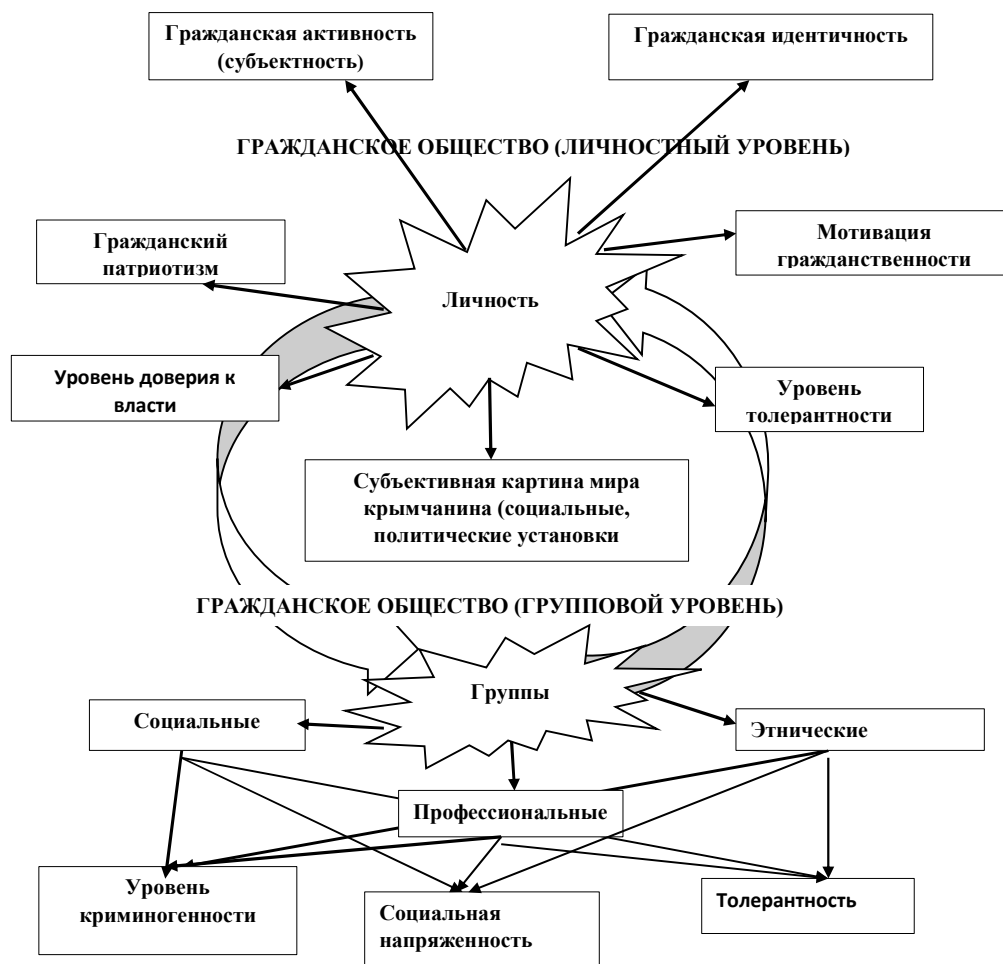 Гражданская активность
(субъектность)
Гражданская идентичность
ГРАЖДАНСКОЕ ОБЩЕСТВО (ЛИЧНОСТНЫЙ УРОВЕНЬ)
Гражданский
патриотизм
Мотивация
гражданственности
Личность
Уровень доверия к
власти
Уровень
толерантности
Субъективная картина мира
крымчанина (социальные,
политические установки
ГРАЖДАНСКОЕ ОБЩЕСТВО (ГРУППОВОЙ УРОВЕНЬ)
Группы
Социальные
Этнические
Профессиональные
Уровень
криминогенности
Социальная
напряженность
Толерантность